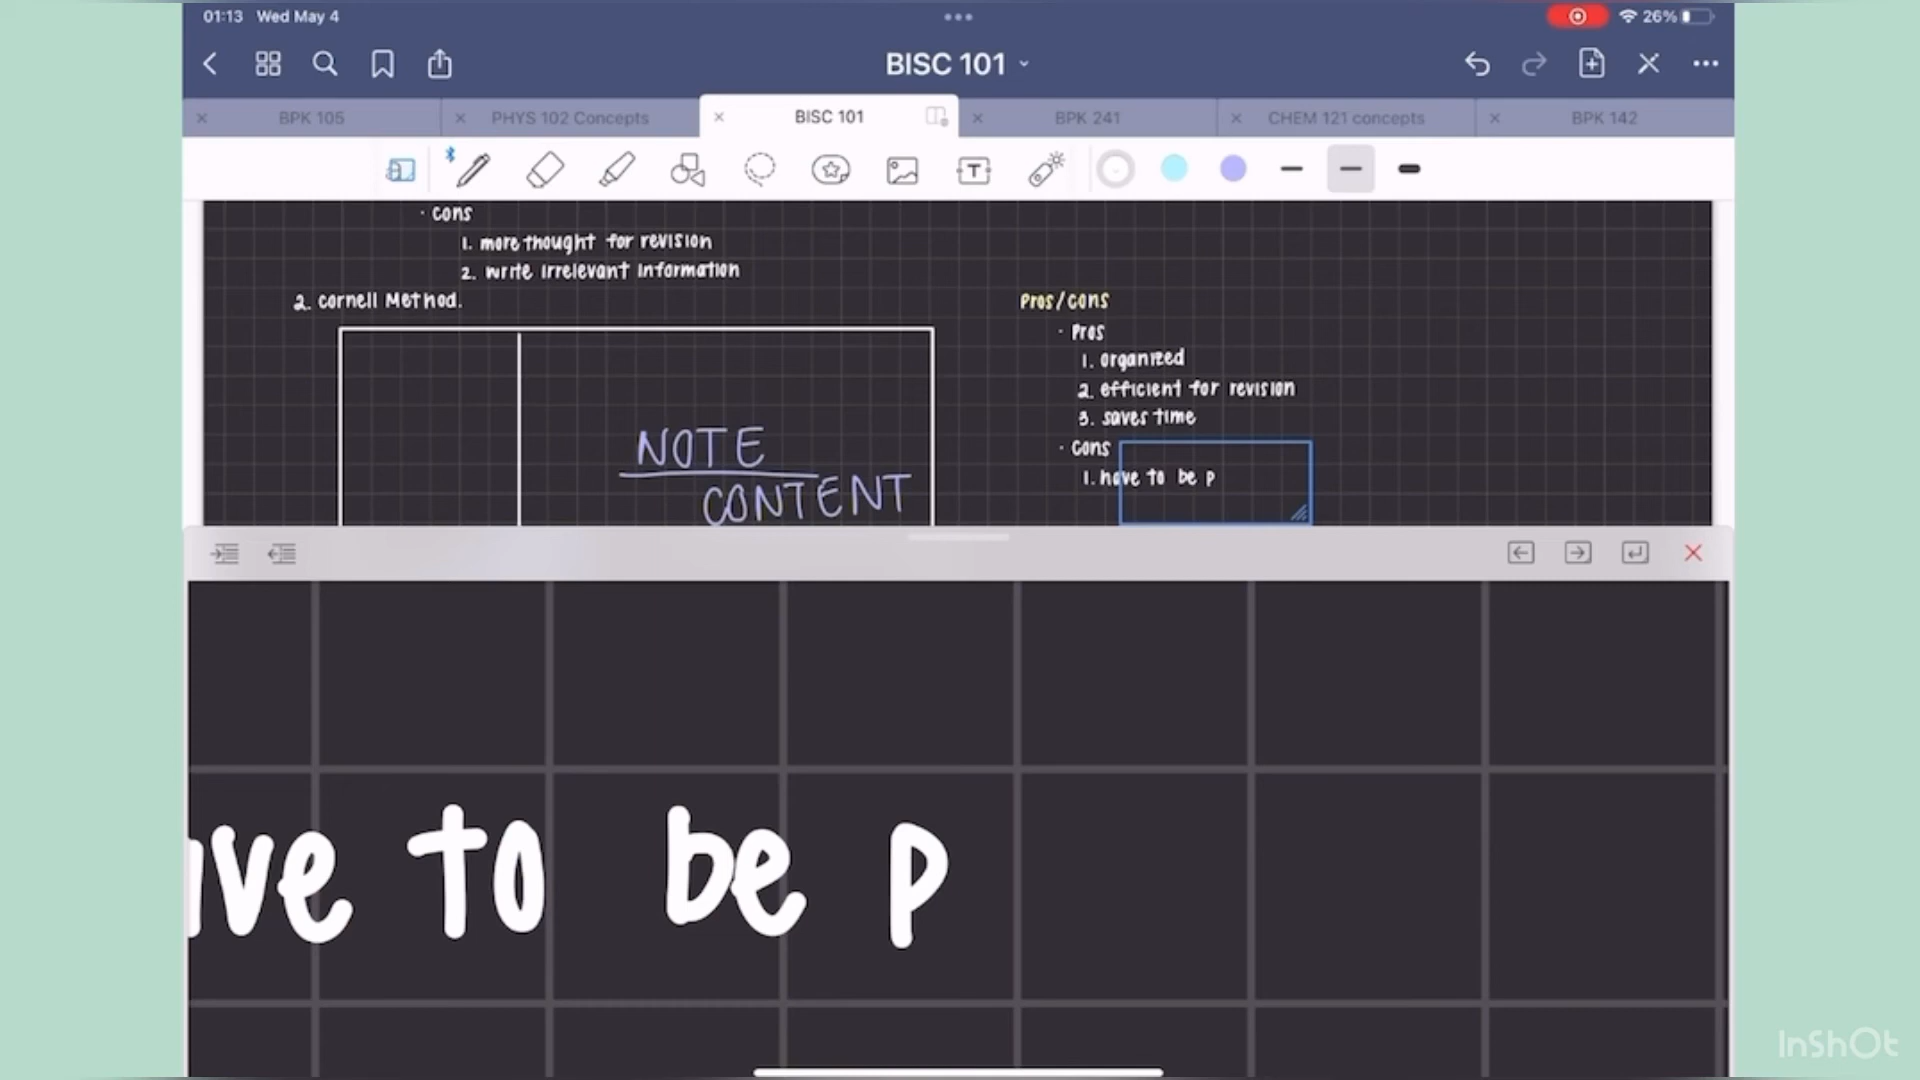 01:13 Wed May 4
26%
BISC 101
BPK 105
PHYS 102 Concepts
BISC 101
BPK 241
CHEM 121 concepts
BPK 142
· cons
1. more thought for revision
2. write irrelevant information
2. cornell Method.
NOTE
CONTENT
Pros/cons
· Pros
1. organized
2. efficient for revision
3. saves time
· cons
1. have to be p
ave to be p
InShOt